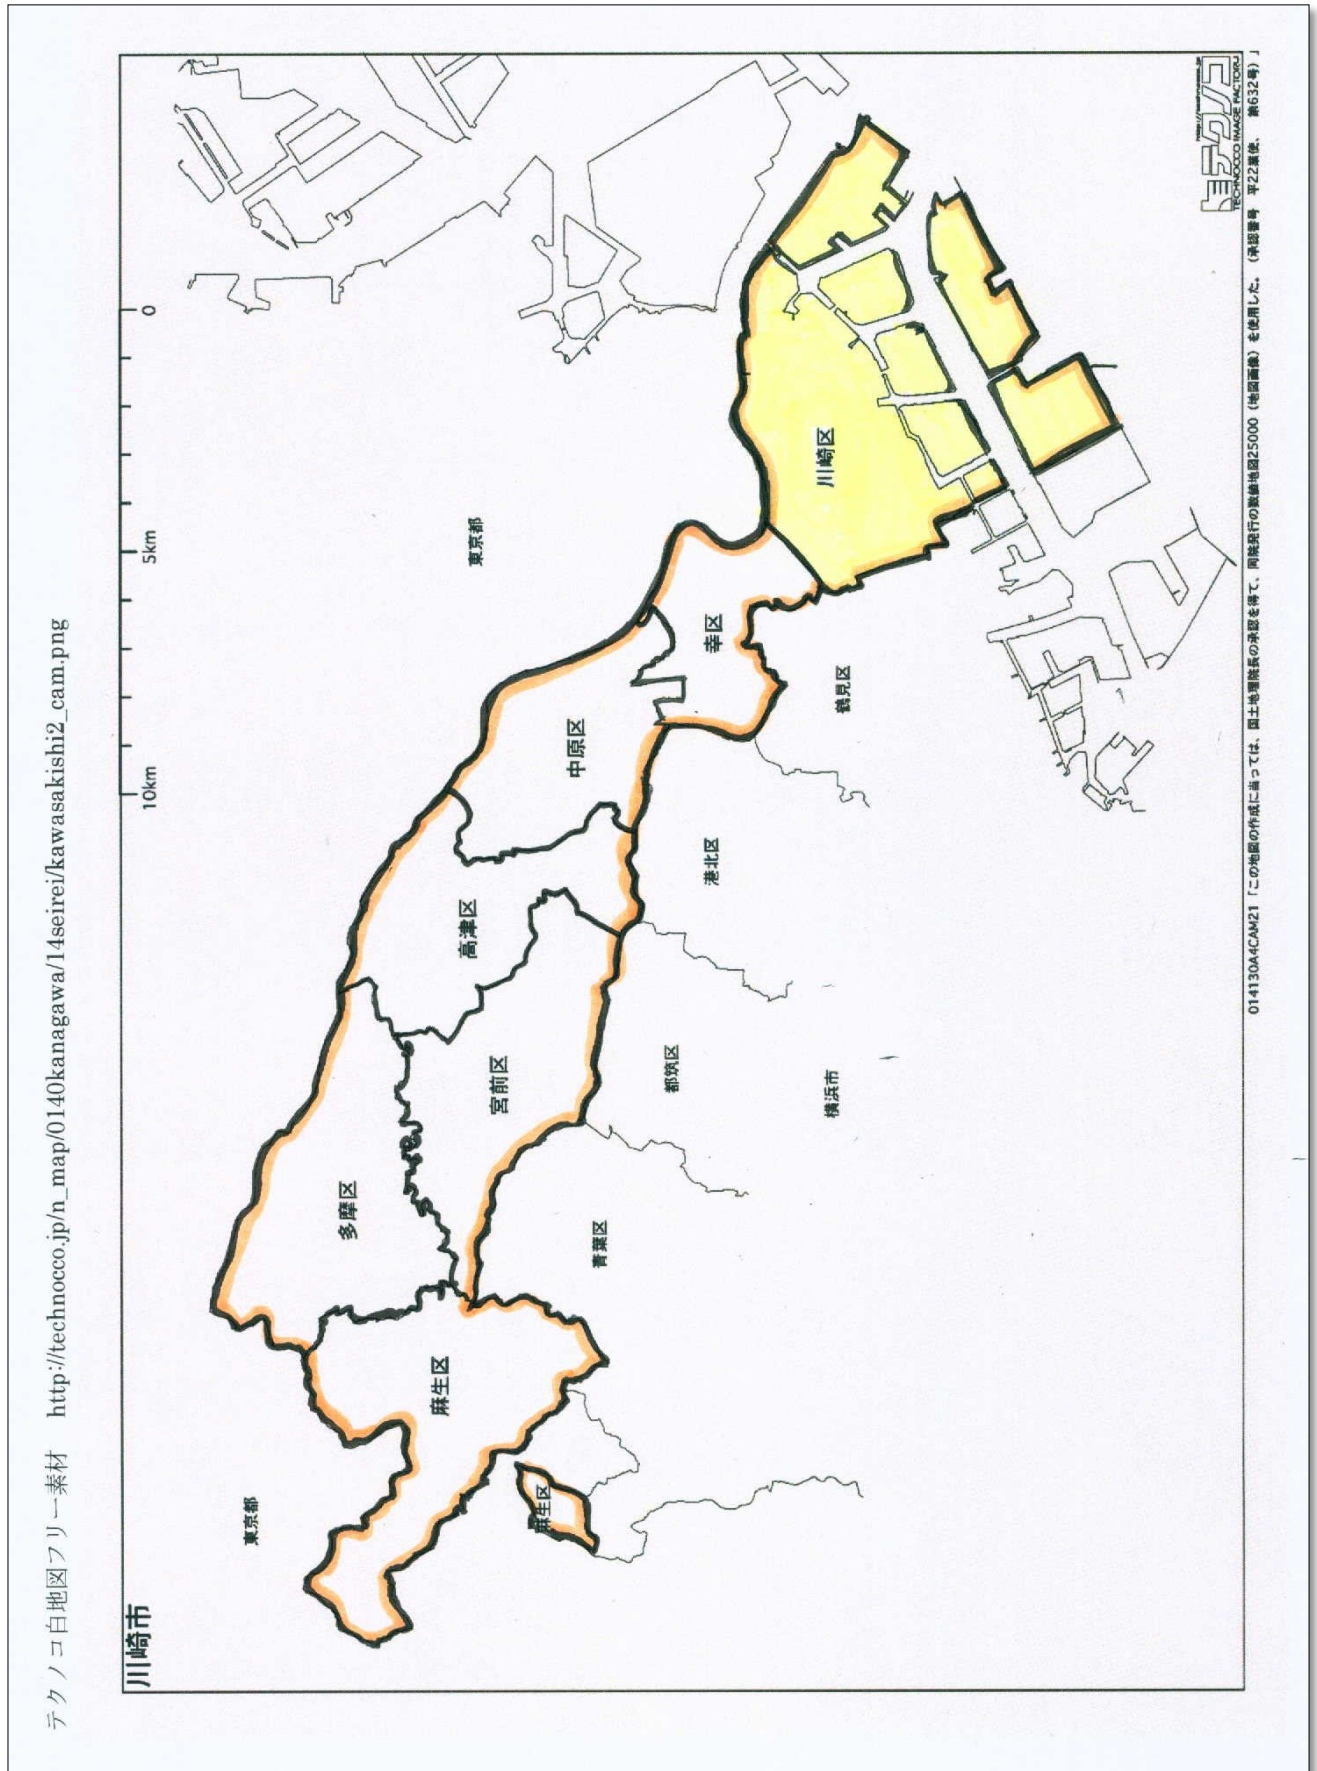 テクノコ白地図フリー素材 http://technocco.jp/n_map/0140kanagawa/14seirei/kawasakishi2_cam.png
川崎市
10km
5km
0
東京都
東京都
多摩区
高津区
中原区
麻生区
宮前区
幸区
川崎区
麻生区
青葉区
都筑区
港北区
鶴見区
横浜市
テクノコ
TECHNOCCO IMAGE FACTORY
014130A4CAM21 「この地図の作成に当っては、国土地理院長の承認を得て、同院発行の数値地図25000（地図画像）を使用した。（承認番号 平22業使、 第632号）」